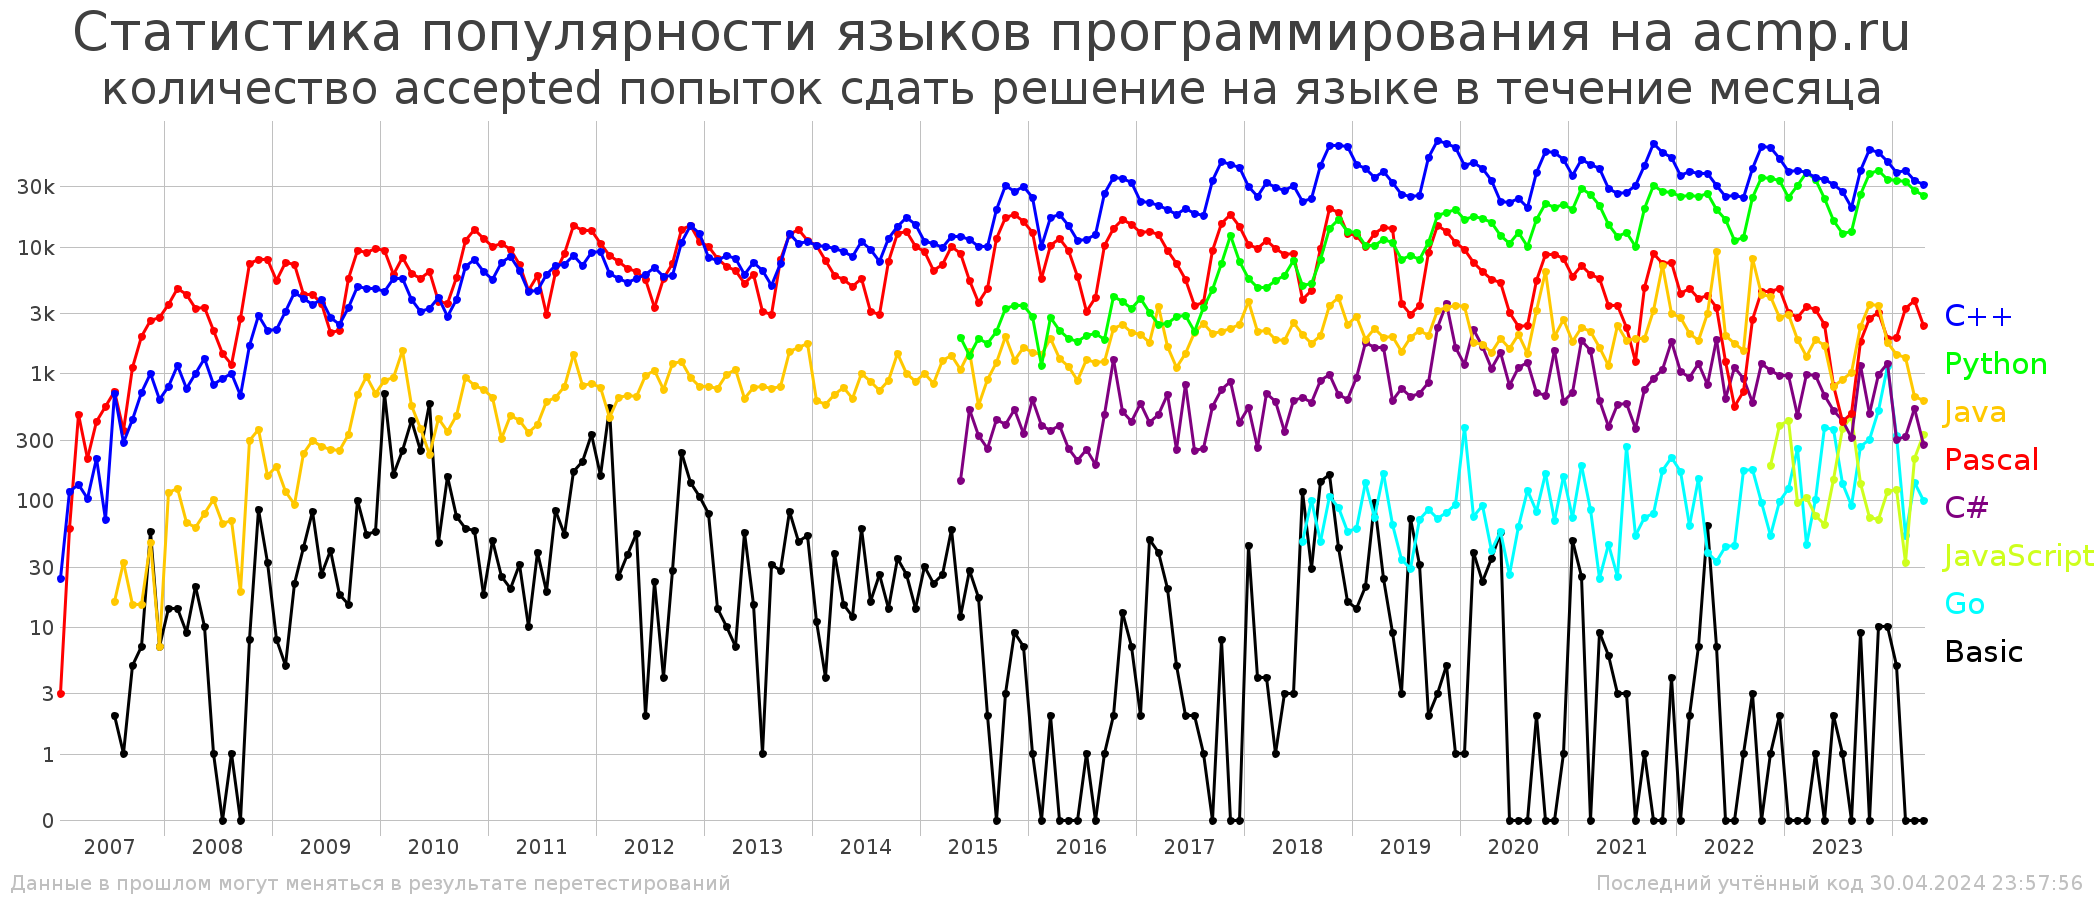 Статистика популярности языков программирования на acmp.ru
количество accepted попыток сдать решение на языке в течение месяца
30k
10k
3k
1k
300
100
30
10
3
1
0
C++
Python
Java
Pascal
C#
JavaScript
Go
Basic
2007 2008 2009 2010 2011 2012 2013 2014 2015 2016 2017 2018 2019 2020 2021 2022 2023
Данные в прошлом могут меняться в результате перетестирований
Последний учтённый код 30.04.2024 23:57:56